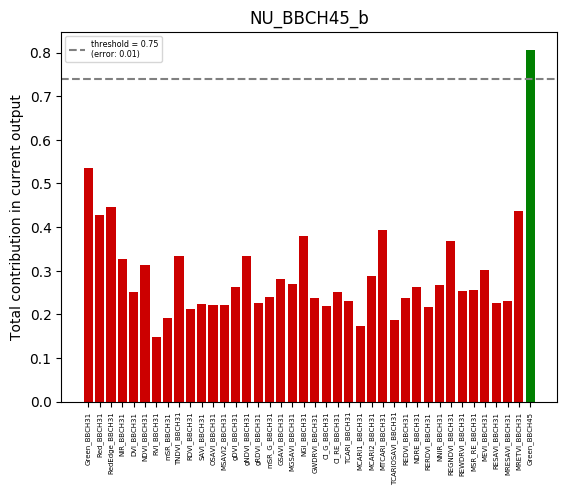 NU_BBCH45_b
threshold = 0.75
(error: 0.01)
Total contribution in current output
0.8
0.7
0.6
0.5
0.4
0.3
0.2
0.1
0.0
Green_BBCH31
Red_BBCH31
RedEdge_BBCH31
NIR_BBCH31
DVI_BBCH31
NDVI_BBCH31
RVI_BBCH31
mSR_BBCH31
TNDVI_BBCH31
RDVI_BBCH31
SAVI_BBCH31
OSAVI_BBCH31
MSAVI2_BBCH31
gDVI_BBCH31
gNDVI_BBCH31
gRDVI_BBCH31
mSR_G_BBCH31
GSAVI_BBCH31
MGSAVI_BBCH31
NGI_BBCH31
GWDRVI_BBCH31
CI_G_BBCH31
CI_RE_BBCH31
TCARI_BBCH31
MCARI1_BBCH31
MCARI2_BBCH31
MTCARI_BBCH31
TCARIOSAVI_BBCH31
REDVI_BBCH31
NDRE_BBCH31
RERDVI_BBCH31
NNIR_BBCH31
REGNDVI_BBCH31
REWDRVI_BBCH31
MSR_RE_BBCH31
MEVI_BBCH31
RESAVI_BBCH31
MRESAVI_BBCH31
MRETVI_BBCH31
Green_BBCH45